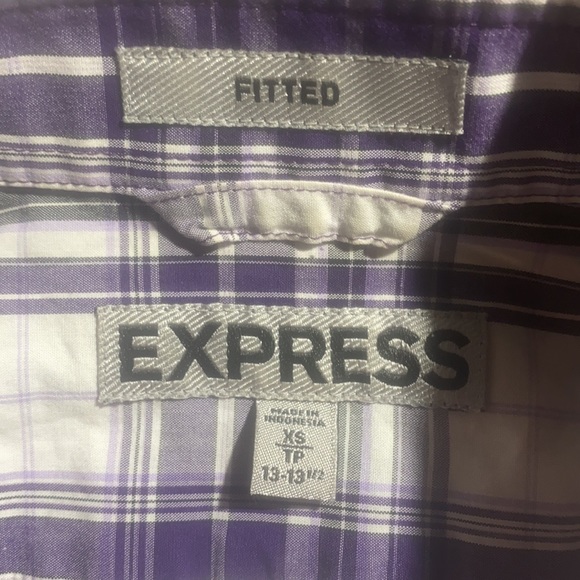 FITTED
EXPRESS
MADE IN
INDONESIA
XS
TP
13-13 1/2